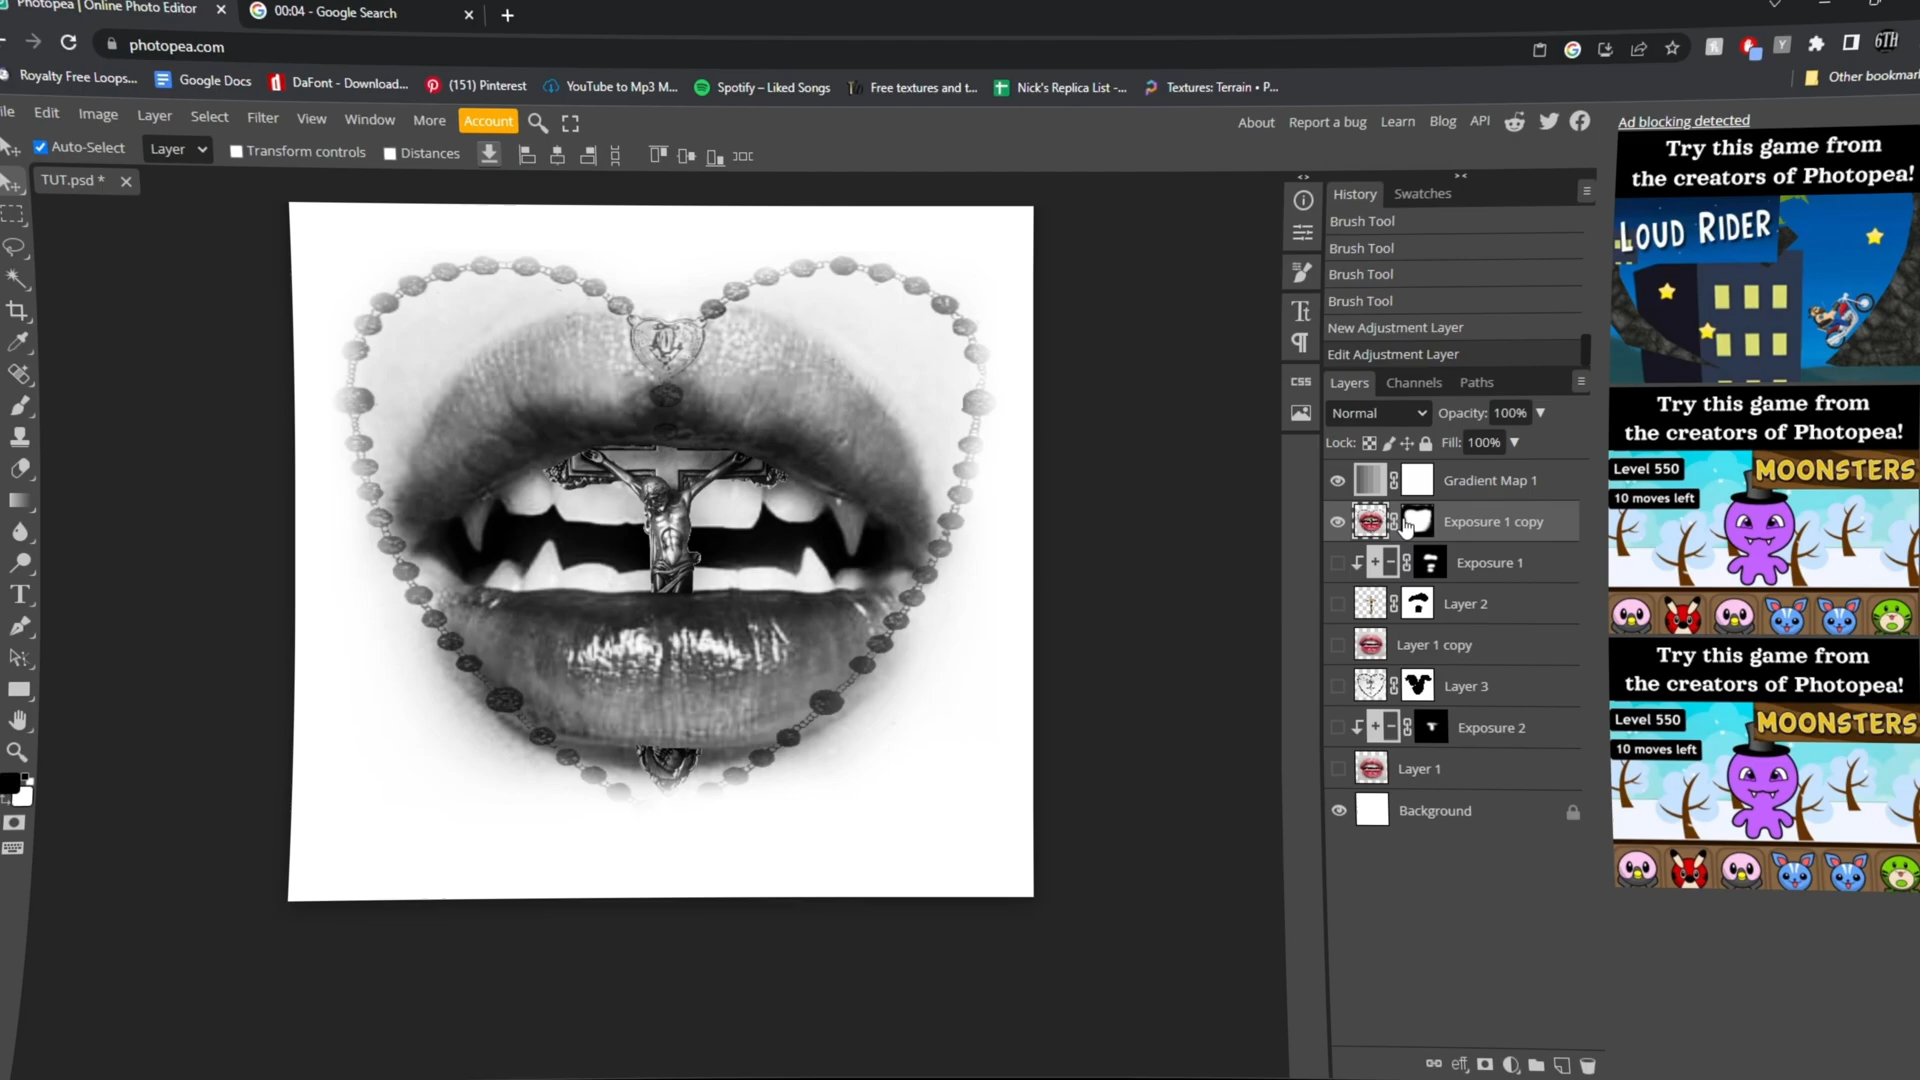 Photopea | Online Photo Editor
00:04 - Google Search
photopea.com
6TH
Royalty Free Loops...
Google Docs
DaFont - Download...
(151) Pinterest
YouTube to Mp3 M...
Spotify – Liked Songs
Free textures and t...
Nick's Replica List -...
Textures: Terrain • P...
Other bookmar
Edit
Image
Layer
Select
Filter
View
Window
More
Account
About
Report a bug
Learn
Blog
API
Auto-Select
Layer
Transform controls
Distances
TUT.psd *
History
Swatches
Brush Tool
Brush Tool
Brush Tool
Brush Tool
New Adjustment Layer
Edit Adjustment Layer
CSS
Layers
Channels
Paths
Normal
Opacity: 100%
Lock:
Fill: 100%
Gradient Map 1
Exposure 1 copy
Exposure 1
Layer 2
Layer 1 copy
Layer 3
Exposure 2
Layer 1
Background
eff
Ad blocking detected
Try this game from
the creators of Photopea!
LOUD RIDER
Try this game from
the creators of Photopea!
Level 550
MOONSTERS
10 moves left
Try this game from
the creators of Photopea!
Level 550
MOONSTERS
10 moves left